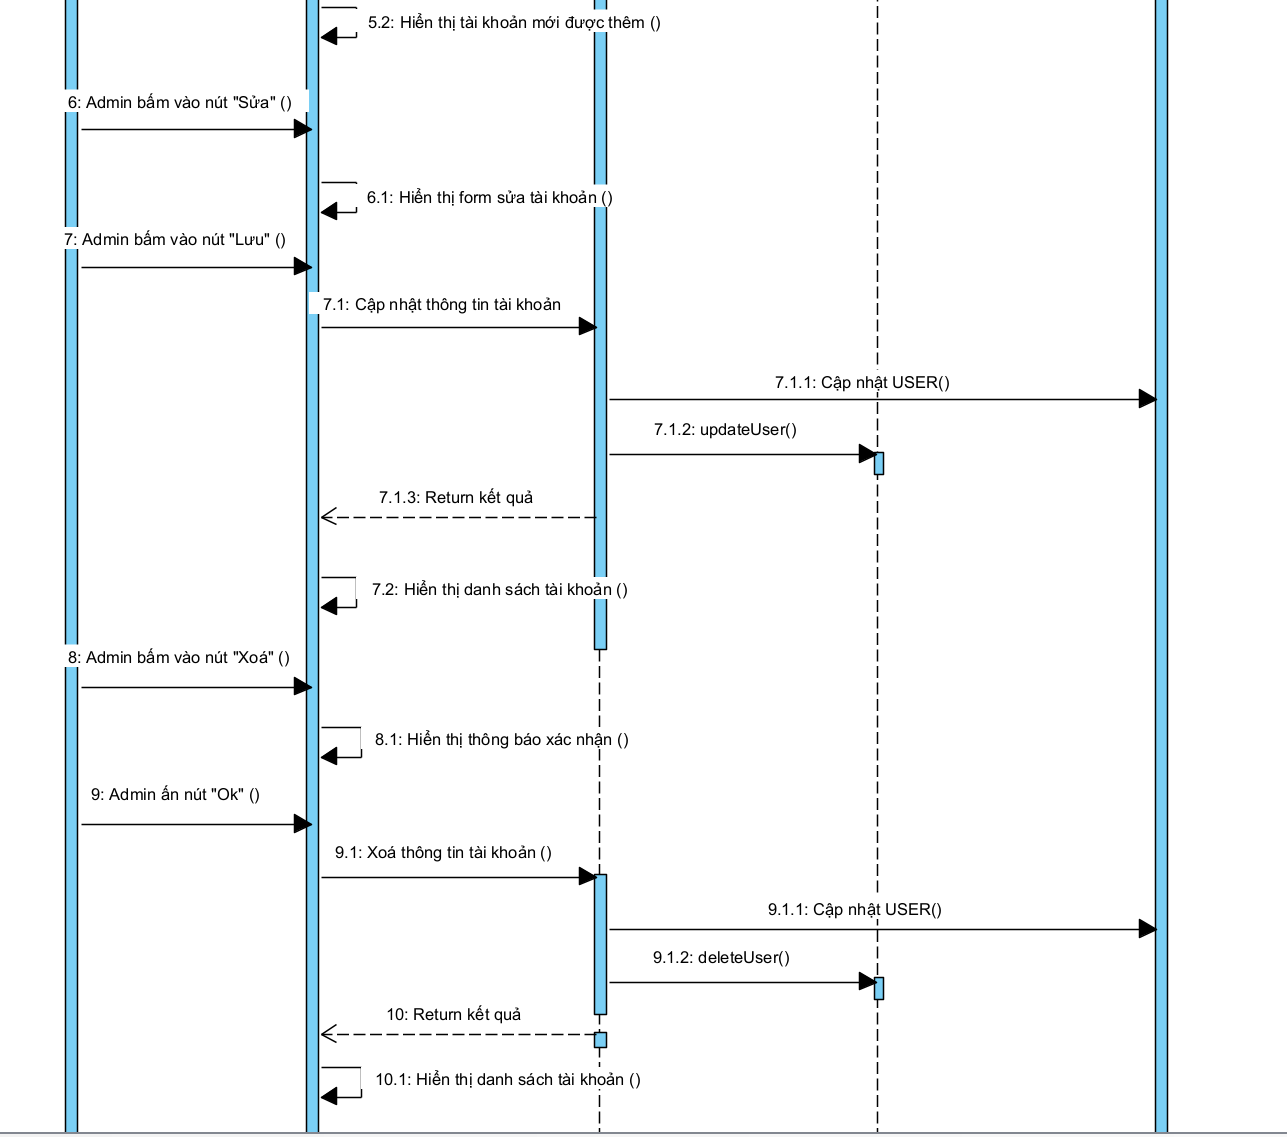 5.2: Hiển thị tài khoản mới được thêm ()
6: Admin bấm vào nút "Sửa" ()
6.1: Hiển thị form sửa tài khoản ()
7: Admin bấm vào nút "Lưu" ()
7.1: Cập nhật thông tin tài khoản
7.1.1: Cập nhật USER()
7.1.2: updateUser()
7.1.3: Return kết quả
7.2: Hiển thị danh sách tài khoản ()
8: Admin bấm vào nút "Xoá" ()
8.1: Hiển thị thông báo xác nhận ()
9: Admin ấn nút "Ok" ()
9.1: Xoá thông tin tài khoản ()
9.1.1: Cập nhật USER()
9.1.2: deleteUser()
10: Return kết quả
10.1: Hiển thị danh sách tài khoản ()